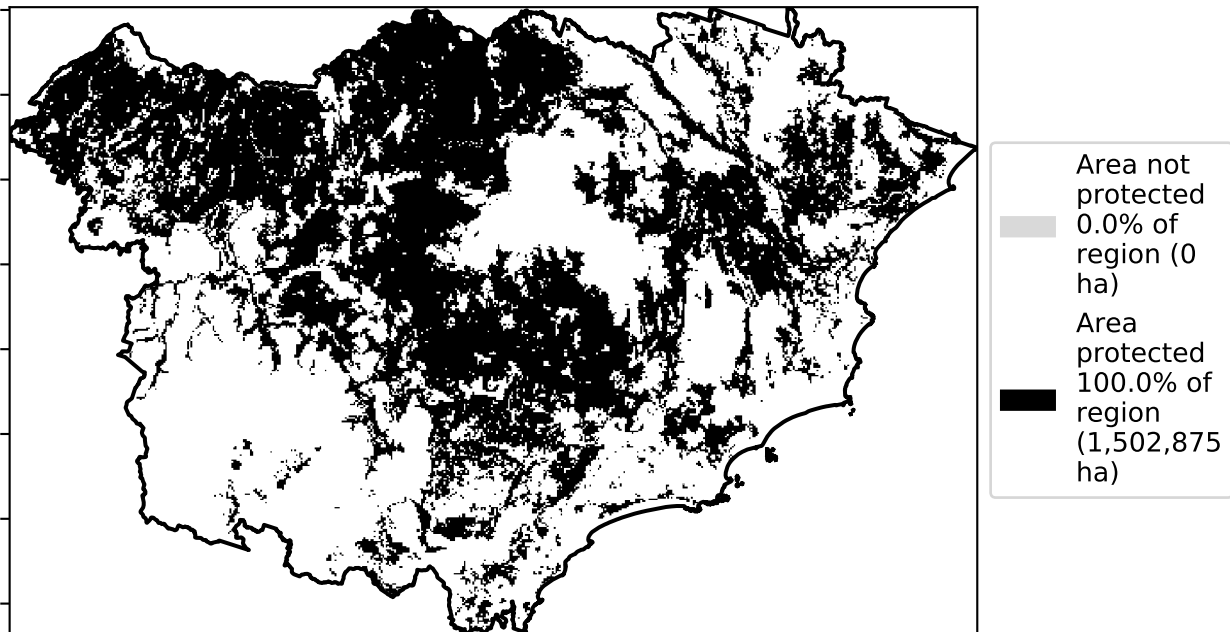 Area not
protected
0.0% of
region (0
ha)
Area
protected
100.0% of
region
(1,502,875
ha)